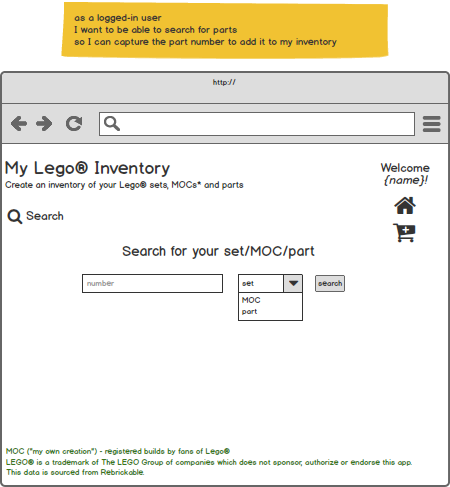 as a logged-in user
I want to be able to search for parts
so I can capture the part number to add it to my inventory
http://
My Lego® Inventory
Create an inventory of your Lego® sets, MOCs* and parts
Welcome
{name}!
Search
Search for your set/MOC/part
number
set
search
MOC
part
MOC ("my own creation") - registered builds by fans of Lego®
LEGO® is a trademark of The LEGO Group of companies which does not sponsor, authorize or endorse this app.
This data is sourced from Rebrickable.